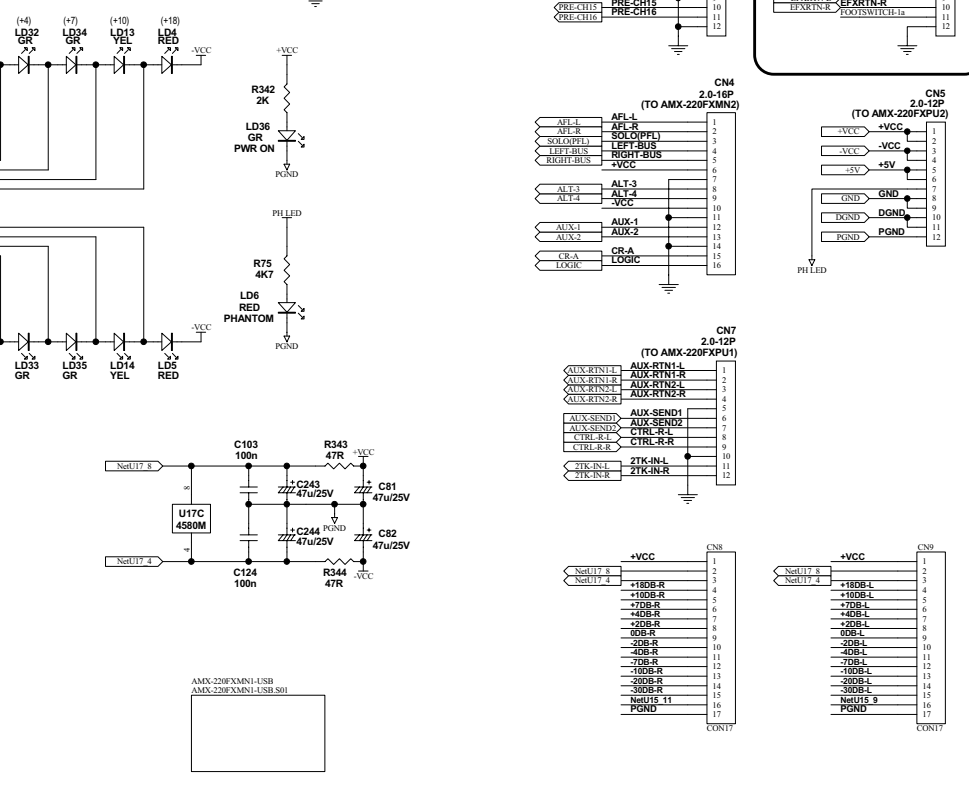 PRE-CH15 PRE-CH15 10
PRE-CH16 PRE-CH16 11
12
EFXRTN-R EFXRTN-R 10
FOOTSWITCH-1a 11
12
(+4) (+7) (+10) (+18)
LD32 LD34 LD13 LD4
GR GR YEL RED
-VCC
+VCC
R342
2K
LD36
GR
PWR ON
PGND
PH LED
R75
4K7
LD6
RED
PHANTOM
PGND
-VCC
LD33 LD35 LD14 LD5
GR GR YEL RED
CN4
2.0-16P
(TO AMX-220FXMN2)
AFL-L AFL-L 1
AFL-R AFL-R 2
SOLO(PFL) SOLO(PFL) 3
LEFT-BUS LEFT-BUS 4
RIGHT-BUS RIGHT-BUS 5
+VCC 6
7
ALT-3 ALT-3 8
ALT-4 ALT-4 9
-VCC 10
11
AUX-1 AUX-1 12
AUX-2 AUX-2 13
14
CR-A CR-A 15
LOGIC LOGIC 16
CN5
2.0-12P
(TO AMX-220FXPU2)
+VCC +VCC 1
2
-VCC -VCC 3
4
+5V +5V 5
6
7
GND GND 8
9
DGND DGND 10
11
PGND PGND 12
PH LED
CN7
2.0-12P
(TO AMX-220FXPU1)
AUX-RTN1-L AUX-RTN1-L 1
AUX-RTN1-R AUX-RTN1-R 2
AUX-RTN2-L AUX-RTN2-L 3
AUX-RTN2-R AUX-RTN2-R 4
5
AUX-SEND1 AUX-SEND1 6
AUX-SEND2 AUX-SEND2 7
CTRL-R-L CTRL-R-L 8
CTRL-R-R CTRL-R-R 9
10
2TK-IN-L 2TK-IN-L 11
2TK-IN-R 2TK-IN-R 12
C103 R343
100n 47R +VCC
NetU17_8
8
C243
47u/25V
C81
47u/25V
U17C
4580M
PGND
C244
47u/25V
C82
47u/25V
4
NetU17_4
C124 R344
100n 47R -VCC
CN8
+VCC 1
NetU17_8 2
NetU17_4 3
+18DB-R 4
+10DB-R 5
+7DB-R 6
+4DB-R 7
+2DB-R 8
0DB-R 9
-2DB-R 10
-4DB-R 11
-7DB-R 12
-10DB-R 13
-20DB-R 14
-30DB-R 15
NetU15_11 16
PGND 17
CON17
CN9
+VCC 1
NetU17_8 2
NetU17_4 3
+18DB-L 4
+10DB-L 5
+7DB-L 6
+4DB-L 7
+2DB-L 8
0DB-L 9
-2DB-L 10
-4DB-L 11
-7DB-L 12
-10DB-L 13
-20DB-L 14
-30DB-L 15
NetU15_9 16
PGND 17
CON17
AMX-220FXMN1-USB
AMX-220FXMN1-USB.S01